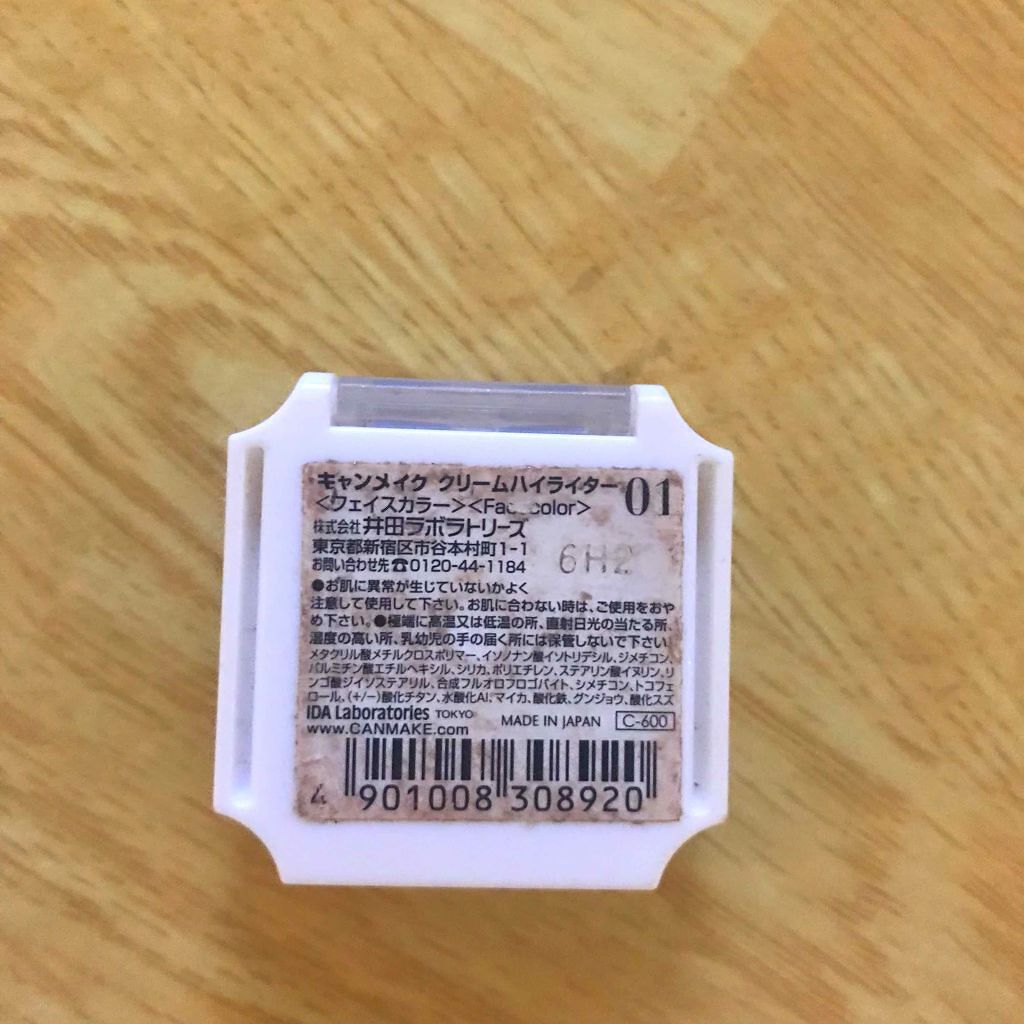 キャンメイク クリームハイライター 01
<フェイスカラー><Face color>
株式会社 井田ラボラトリーズ
東京都新宿区市谷本村町1-1
お問い合わせ先☎0120-44-1184
6H2
●お肌に異常が生じていないかよく
注意して使用して下さい。お肌に合わない時は、ご使用をおや
め下さい。●極端に高温又は低温の所、直射日光の当たる所、
湿度の高い所、乳幼児の手の届く所には保管しないで下さい。
メタクリル酸メチルクロスポリマー、イソノナン酸イソトリデシル、ジメチコン、
パルミチン酸エチルヘキシル、シリカ、ポリエチレン、ステアリン酸イヌリン、リ
ンゴ酸ジイソステアリル、合成フルオロフロゴパイト、シメチコン、トコフェ
ロール、(+/−)酸化チタン、水酸化Al、マイカ、酸化鉄、グンジョウ、酸化スズ
IDA Laboratories TOKYO MADE IN JAPAN C-600
www.CANMAKE.com
4 901008 308920